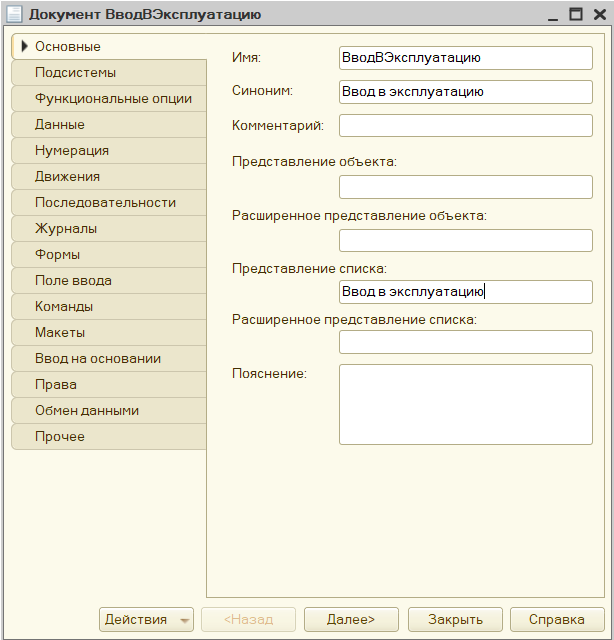 Документ ВводВЭксплуатацию
Основные
Подсистемы
Функциональные опции
Данные
Нумерация
Движения
Последовательности
Журналы
Формы
Поле ввода
Команды
Макеты
Ввод на основании
Права
Обмен данными
Прочее
Имя: ВводВЭксплуатацию
Синоним: Ввод в эксплуатацию
Комментарий:
Представление объекта:
Расширенное представление объекта:
Представление списка:
Ввод в эксплуатацию
Расширенное представление списка:
Пояснение:
Действия <Назад Далее> Закрыть Справка